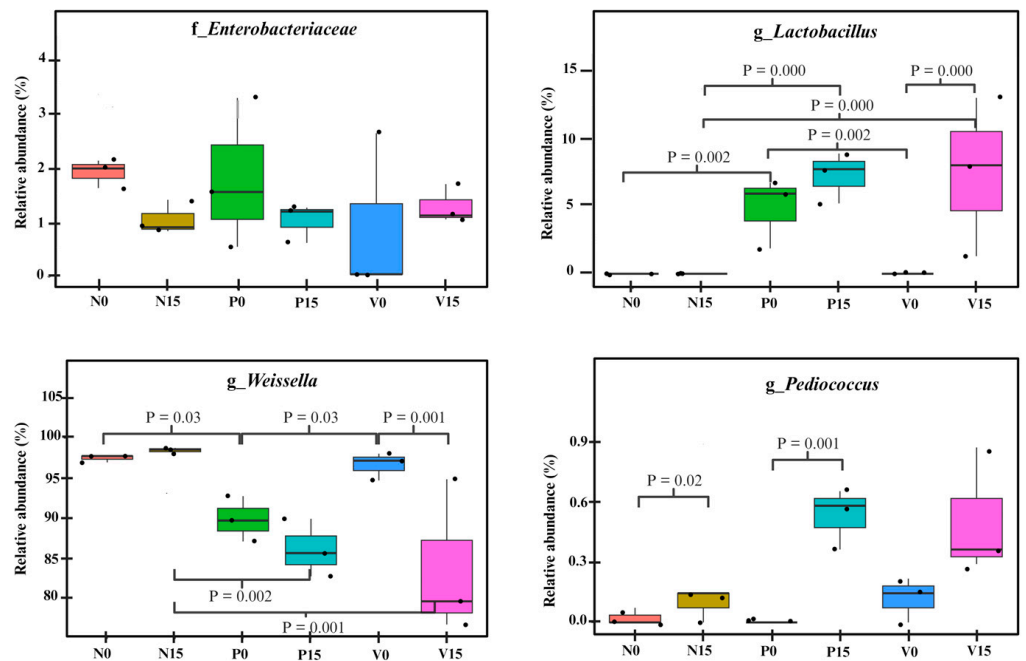 f_Enterobacteriaceae
Relative abundance (%)
4
3
2
1
0
N0 N15 P0 P15 V0 V15
g_Lactobacillus
Relative abundance (%)
15
10
5
0
P = 0.000
P = 0.000
P = 0.000
P = 0.002
P = 0.002
N0 N15 P0 P15 V0 V15
g_Weissella
Relative abundance (%)
105
100
95
90
85
80
P = 0.03
P = 0.03
P = 0.001
P = 0.002
P = 0.001
N0 N15 P0 P15 V0 V15
g_Pediococcus
Relative abundance (%)
0.9
0.6
0.3
0.0
P = 0.001
P = 0.02
N0 N15 P0 P15 V0 V15